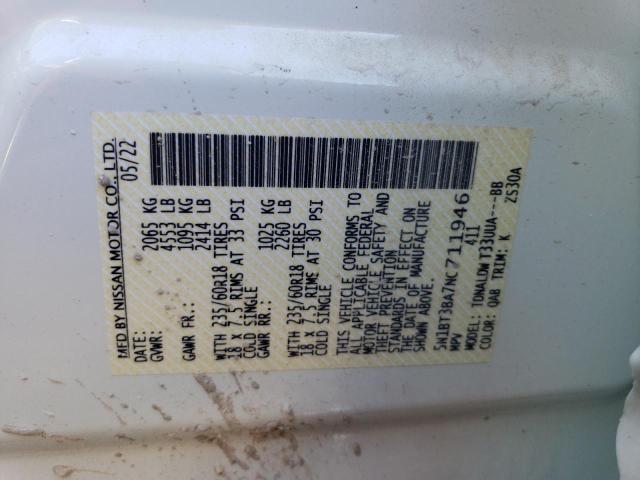 MFD BY NISSAN MOTOR CO., LTD.
DATE: 05/22
GVWR: 2065 KG
4553 LB
GAWR FR.: 1095 KG
2414 LB
WITH 235/60R18 TIRES
18 X 7.5 RIMS AT 33 PSI
COLD SINGLE
GAWR RR.: 1025 KG
2260 LB
WITH 235/60R18 TIRES
18 X 7.5 RIMS AT 30 PSI
COLD SINGLE
THIS VEHICLE CONFORMS TO
ALL APPLICABLE FEDERAL
MOTOR VEHICLE SAFETY AND
THEFT PREVENTION
STANDARDS IN EFFECT ON
THE DATE OF MANUFACTURE
SHOWN ABOVE.
5N1BT3BA7NC711946
MPV 411
MODEL: TDNALDW T33UUA---BB
COLOR: QAB TRIM: K ZS30A